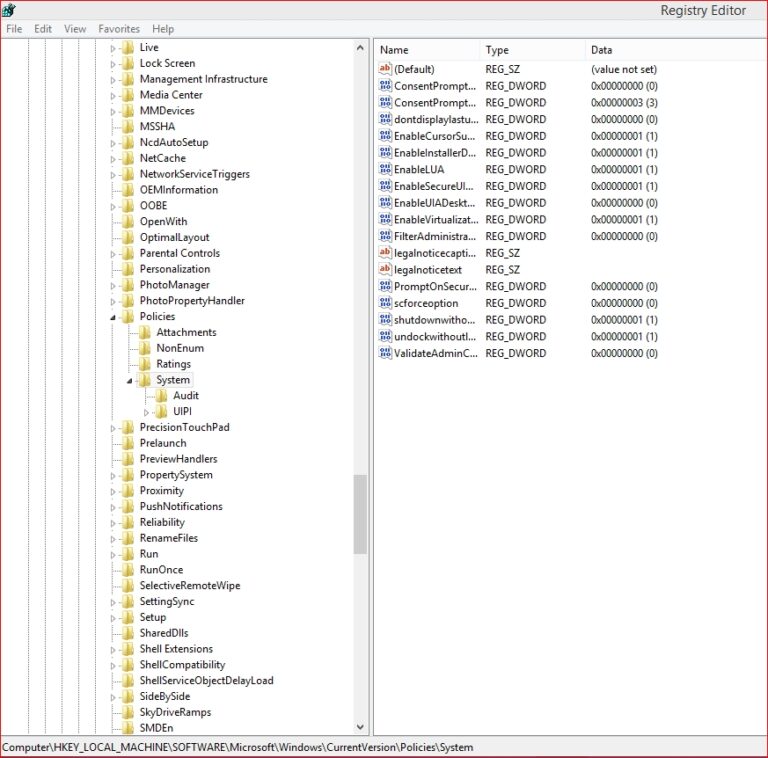 Registry Editor
File Edit View Favorites Help
Live
Lock Screen
Management Infrastructure
Media Center
MMDevices
MSSHA
NcdAutoSetup
NetCache
NetworkServiceTriggers
OEMInformation
OOBE
OpenWith
OptimalLayout
Parental Controls
Personalization
PhotoManager
PhotoPropertyHandler
Policies
Attachments
NonEnum
Ratings
System
Audit
UIPI
PrecisionTouchPad
Prelaunch
PreviewHandlers
PropertySystem
Proximity
PushNotifications
Reliability
RenameFiles
Run
RunOnce
SelectiveRemoteWipe
SettingSync
Setup
SharedDlls
Shell Extensions
ShellCompatibility
ShellServiceObjectDelayLoad
SideBySide
SkyDriveRamps
SMDEn
Name Type Data
(Default) REG_SZ (value not set)
ConsentPrompt... REG_DWORD 0x00000000 (0)
ConsentPrompt... REG_DWORD 0x00000003 (3)
dontdisplaylastu... REG_DWORD 0x00000000 (0)
EnableCursorSu... REG_DWORD 0x00000001 (1)
EnableInstallerD... REG_DWORD 0x00000001 (1)
EnableLUA REG_DWORD 0x00000001 (1)
EnableSecureUI... REG_DWORD 0x00000001 (1)
EnableUIADeskt... REG_DWORD 0x00000000 (0)
EnableVirtualizat... REG_DWORD 0x00000001 (1)
FilterAdministra... REG_DWORD 0x00000000 (0)
legalnoticecapti... REG_SZ
legalnoticetext REG_SZ
PromptOnSecur... REG_DWORD 0x00000000 (0)
scforceoption REG_DWORD 0x00000000 (0)
shutdownwitho... REG_DWORD 0x00000001 (1)
undockwithoutl... REG_DWORD 0x00000001 (1)
ValidateAdminC... REG_DWORD 0x00000000 (0)
Computer\HKEY_LOCAL_MACHINE\SOFTWARE\Microsoft\Windows\CurrentVersion\Policies\System